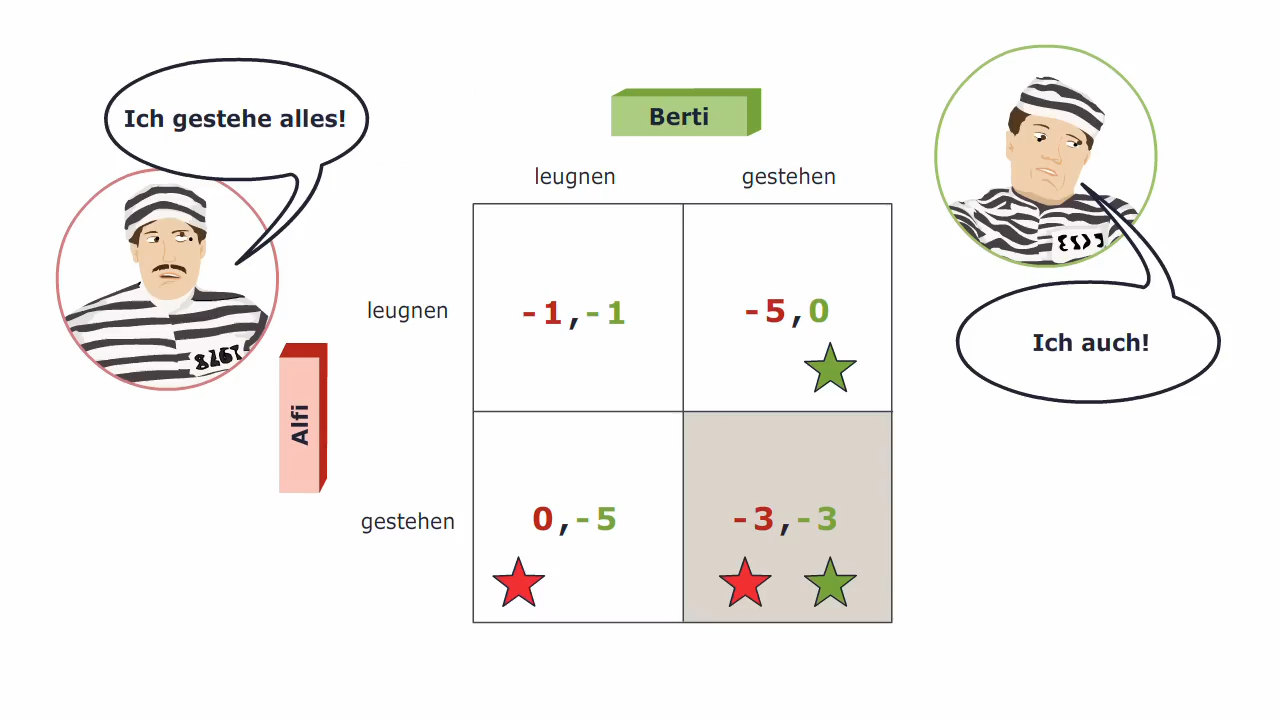 Ich gestehe alles!
Berti
leugnen gestehen
leugnen -1,-1 -5,0
Ich auch!
Alfi
gestehen 0,-5 -3,-3